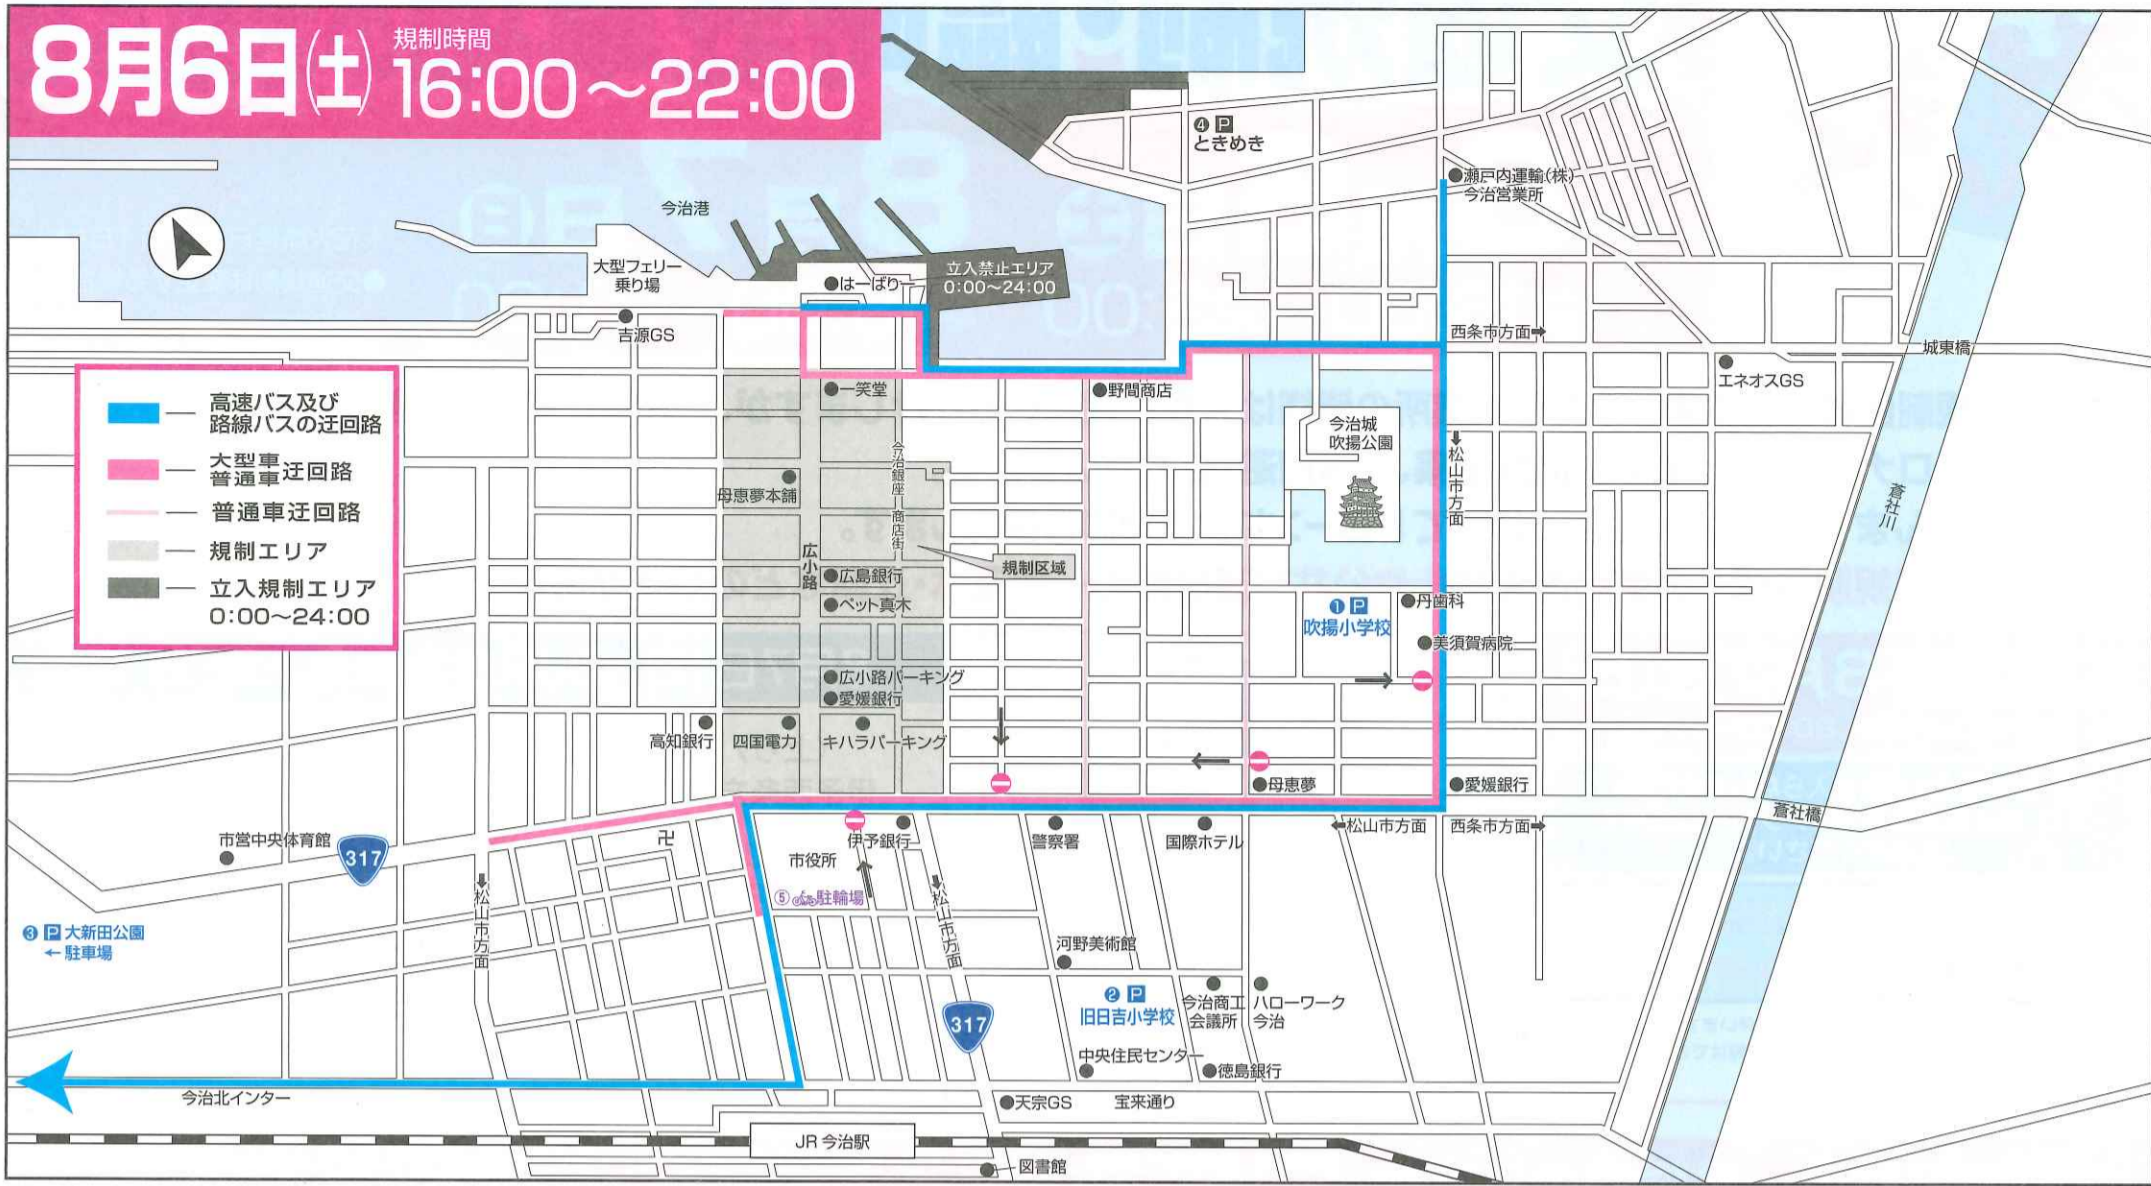 8月6日(土)
規制時間
16:00～22:00
❹ P
ときめき
瀬戸内運輸(株)
今治営業所
今治港
大型フェリー
乗り場
はーばりー
立入禁止エリア
0:00～24:00
吉源GS
西条市方面➡
城東橋
エネオスGS
高速バス及び
路線バスの迂回路
大型車
普通車
迂回路
普通車迂回路
規制エリア
立入規制エリア
0:00～24:00
一笑堂
野間商店
今治城
吹揚公園
今治銀座商店街
⬇松山市方面
母恵夢本舗
蒼社川
広小路
規制区域
広島銀行
ペット真木
❶ P
吹揚小学校
丹歯科
美須賀病院
広小路パーキング
愛媛銀行
高知銀行
四国電力
キハラパーキング
母恵夢
愛媛銀行
蒼社橋
市営中央体育館
317
卍
市役所
伊予銀行
警察署
国際ホテル
⬅松山市方面
西条市方面➡
⑤駐輪場
⬇松山市方面
⬇松山市方面
❸ P 大新田公園
← 駐車場
河野美術館
❷ P
旧日吉小学校
今治商工
会議所
ハローワーク
今治
317
中央住民センター
徳島銀行
今治北インター
天宗GS
宝来通り
JR 今治駅
図書館